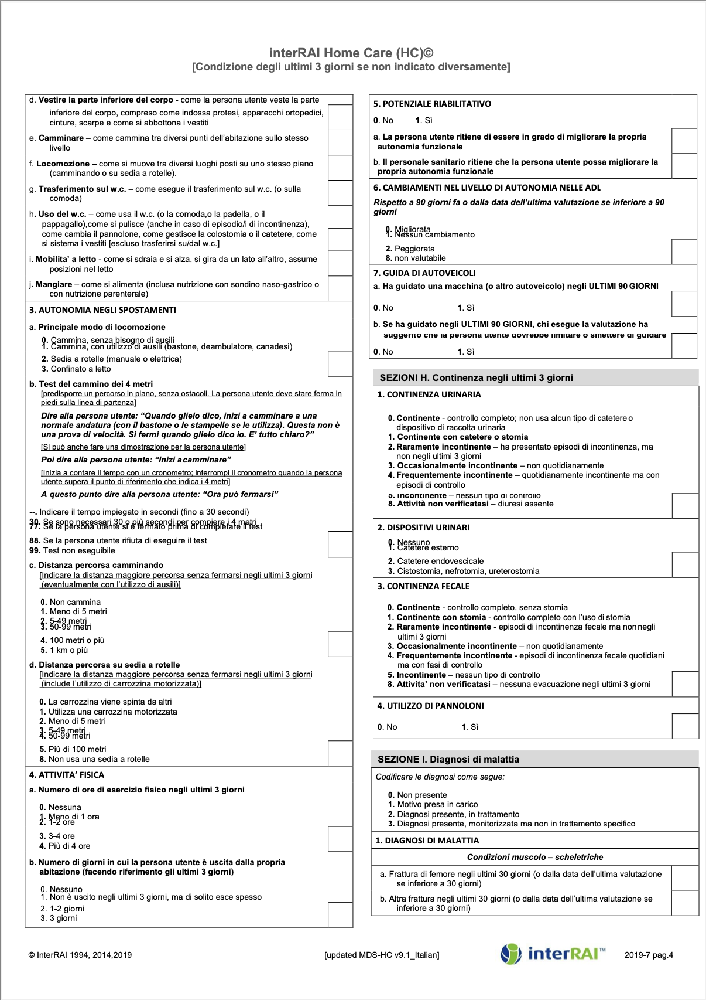 interRAI Home Care (HC)©
[Condizione degli ultimi 3 giorni se non indicato diversamente]
d. Vestire la parte inferiore del corpo - come la persona utente veste la parte
inferiore del corpo, compreso come indossa protesi, apparecchi ortopedici,
cinture, scarpe e come si abbottona i vestiti
e. Camminare – come cammina tra diversi punti dell'abitazione sullo stesso
livello
f. Locomozione – come si muove tra diversi luoghi posti su uno stesso piano
(camminando o su sedia a rotelle).
g. Trasferimento sul w.c. – come esegue il trasferimento sul w.c. (o sulla
comoda)
h. Uso del w.c. – come usa il w.c. (o la comoda,o la padella, o il
pappagallo),come si pulisce (anche in caso di episodio/i di incontinenza),
come cambia il pannolone, come gestisce la colostomia o il catetere, come
si sistema i vestiti [escluso trasferirsi su/dal w.c.]
i. Mobilita' a letto - come si sdraia e si alza, si gira da un lato all'altro, assume
posizioni nel letto
j. Mangiare – come si alimenta (inclusa nutrizione con sondino naso-gastrico o
con nutrizione parenterale)
3. AUTONOMIA NEGLI SPOSTAMENTI
a. Principale modo di locomozione
0. Cammina, senza bisogno di ausili
1. Cammina, con utilizzo di ausili (bastone, deambulatore, canadesi)
2. Sedia a rotelle (manuale o elettrica)
3. Confinato a letto
b. Test del cammino dei 4 metri
[predisporre un percorso in piano, senza ostacoli. La persona utente deve stare ferma in
piedi sulla linea di partenza]
Dire alla persona utente: “Quando glielo dico, inizi a camminare a una
normale andatura (con il bastone o le stampelle se le utilizza). Questa non è
una prova di velocità. Si fermi quando glielo dico io. E' tutto chiaro?”
[Si può anche fare una dimostrazione per la persona utente]
Poi dire alla persona utente: “Inizi a camminare”
[Inizia a contare il tempo con un cronometro; interrompi il cronometro quando la persona
utente supera il punto di riferimento che indica i 4 metri]
A questo punto dire alla persona utente: “Ora può fermarsi”
--. Indicare il tempo impiegato in secondi (fino a 30 secondi)
30. Se sono necessari 30 o più secondi per compiere i 4 metri
77. Se la persona utente si è fermato prima di completare il test
88. Se la persona utente rifiuta di eseguire il test
99. Test non eseguibile
c. Distanza percorsa camminando
[Indicare la distanza maggiore percorsa senza fermarsi negli ultimi 3 giorni
(eventualmente con l'utilizzo di ausili)]
0. Non cammina
1. Meno di 5 metri
2. 5-49 metri
3. 50-99 metri
4. 100 metri o più
5. 1 km o più
d. Distanza percorsa su sedia a rotelle
[Indicare la distanza maggiore percorsa senza fermarsi negli ultimi 3 giorni
(include l'utilizzo di carrozzina motorizzata)]
0. La carrozzina viene spinta da altri
1. Utilizza una carrozzina motorizzata
2. Meno di 5 metri
3. 5-49 metri
4. 50-99 metri
5. Più di 100 metri
8. Non usa una sedia a rotelle
4. ATTIVITA' FISICA
a. Numero di ore di esercizio fisico negli ultimi 3 giorni
0. Nessuna
1. Meno di 1 ora
2. 1-2 ore
3. 3-4 ore
4. Più di 4 ore
b. Numero di giorni in cui la persona utente è uscita dalla propria
abitazione (facendo riferimento gli ultimi 3 giorni)
0. Nessuno
1. Non è uscito negli ultimi 3 giorni, ma di solito esce spesso
2. 1-2 giorni
3. 3 giorni
5. POTENZIALE RIABILITATIVO
0. No 1. Sì
a. La persona utente ritiene di essere in grado di migliorare la propria
autonomia funzionale
b. Il personale sanitario ritiene che la persona utente possa migliorare la
propria autonomia funzionale
6. CAMBIAMENTI NEL LIVELLO DI AUTONOMIA NELLE ADL
Rispetto a 90 giorni fa o dalla data dell'ultima valutazione se inferiore a 90
giorni
0. Migliorata
1. Nessun cambiamento
2. Peggiorata
8. non valutabile
7. GUIDA DI AUTOVEICOLI
a. Ha guidato una macchina (o altro autoveicolo) negli ULTIMI 90 GIORNI
0. No 1. Sì
b. Se ha guidato negli ULTIMI 90 GIORNI, chi esegue la valutazione ha
suggerito che la persona utente dovrebbe limitare o smettere di guidare
0. No 1. Sì
SEZIONI H. Continenza negli ultimi 3 giorni
1. CONTINENZA URINARIA
0. Continente - controllo completo; non usa alcun tipo di catetere o
dispositivo di raccolta urinaria
1. Continente con catetere o stomia
2. Raramente incontinente – ha presentato episodi di incontinenza, ma
non negli ultimi 3 giorni
3. Occasionalmente incontinente – non quotidianamente
4. Frequentemente incontinente – quotidianamente incontinente ma con
episodi di controllo
5. Incontinente – nessun tipo di controllo
8. Attività non verificatasi – diuresi assente
2. DISPOSITIVI URINARI
0. Nessuno
1. Catetere esterno
2. Catetere endovescicale
3. Cistostomia, nefrotomia, ureterostomia
3. CONTINENZA FECALE
0. Continente - controllo completo, senza stomia
1. Continente con stomia - controllo completo con l'uso di stomia
2. Raramente incontinente - episodi di incontinenza fecale ma non negli
ultimi 3 giorni
3. Occasionalmente incontinente – non quotidianamente
4. Frequentemente incontinente - episodi di incontinenza fecale quotidiani
ma con fasi di controllo
5. Incontinente – nessun tipo di controllo
8. Attivita' non verificatasi – nessuna evacuazione negli ultimi 3 giorni
4. UTILIZZO DI PANNOLONI
0. No 1. Sì
SEZIONE I. Diagnosi di malattia
Codificare le diagnosi come segue:
0. Non presente
1. Motivo presa in carico
2. Diagnosi presente, in trattamento
3. Diagnosi presente, monitorizzata ma non in trattamento specifico
1. DIAGNOSI DI MALATTIA
Condizioni muscolo – scheletriche
a. Frattura di femore negli ultimi 30 giorni (o dalla data dell'ultima valutazione
se inferiore a 30 giorni)
b. Altra frattura negli ultimi 30 giorni (o dalla data dell'ultima valutazione se
inferiore a 30 giorni)
© InterRAI 1994, 2014,2019
[updated MDS-HC v9.1_Italian]
interRAI™
2019-7 pag.4